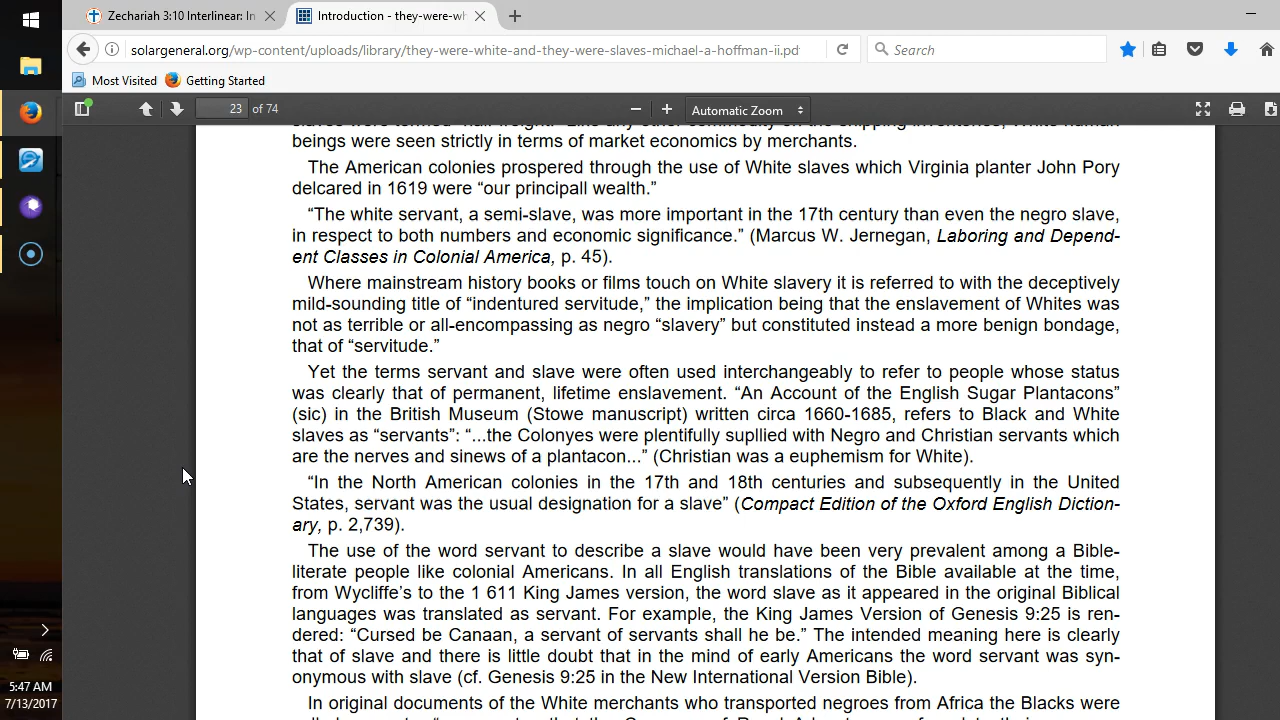 Zechariah 3:10 Interlinear: In
Introduction - they-were-wh
solargeneral.org/wp-content/uploads/library/they-were-white-and-they-were-slaves-michael-a-hoffman-ii.pd
Search
Most Visited
Getting Started
23 of 74
Automatic Zoom
beings were seen strictly in terms of market economics by merchants.
The American colonies prospered through the use of White slaves which Virginia planter John Pory
delcared in 1619 were “our principall wealth.”
“The white servant, a semi-slave, was more important in the 17th century than even the negro slave,
in respect to both numbers and economic significance.” (Marcus W. Jernegan, Laboring and Depend-
ent Classes in Colonial America, p. 45).
Where mainstream history books or films touch on White slavery it is referred to with the deceptively
mild-sounding title of “indentured servitude,” the implication being that the enslavement of Whites was
not as terrible or all-encompassing as negro “slavery” but constituted instead a more benign bondage,
that of “servitude.”
Yet the terms servant and slave were often used interchangeably to refer to people whose status
was clearly that of permanent, lifetime enslavement. “An Account of the English Sugar Plantacons”
(sic) in the British Museum (Stowe manuscript) written circa 1660-1685, refers to Black and White
slaves as “servants”: “...the Colonyes were plentifully supllied with Negro and Christian servants which
are the nerves and sinews of a plantacon...” (Christian was a euphemism for White).
“In the North American colonies in the 17th and 18th centuries and subsequently in the United
States, servant was the usual designation for a slave” (Compact Edition of the Oxford English Diction-
ary, p. 2,739).
The use of the word servant to describe a slave would have been very prevalent among a Bible-
literate people like colonial Americans. In all English translations of the Bible available at the time,
from Wycliffe’s to the 1 611 King James version, the word slave as it appeared in the original Biblical
languages was translated as servant. For example, the King James Version of Genesis 9:25 is ren-
dered: “Cursed be Canaan, a servant of servants shall he be.” The intended meaning here is clearly
that of slave and there is little doubt that in the mind of early Americans the word servant was syn-
onymous with slave (cf. Genesis 9:25 in the New International Version Bible).
In original documents of the White merchants who transported negroes from Africa the Blacks were
5:47 AM
7/13/2017